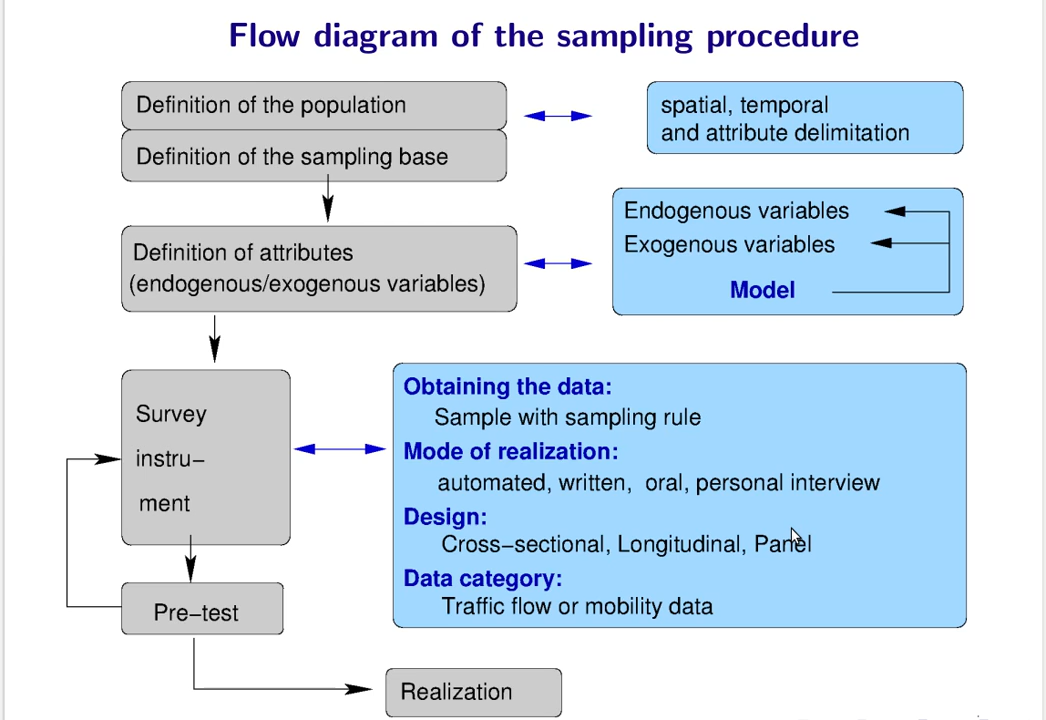 Flow diagram of the sampling procedure
Definition of the population
Definition of the sampling base
spatial, temporal
and attribute delimitation
Definition of attributes
(endogenous/exogenous variables)
Endogenous variables
Exogenous variables
Model
Survey
instru−
ment
Obtaining the data:
Sample with sampling rule
Mode of realization:
automated, written, oral, personal interview
Design:
Cross−sectional, Longitudinal, Panel
Data category:
Traffic flow or mobility data
Pre−test
Realization